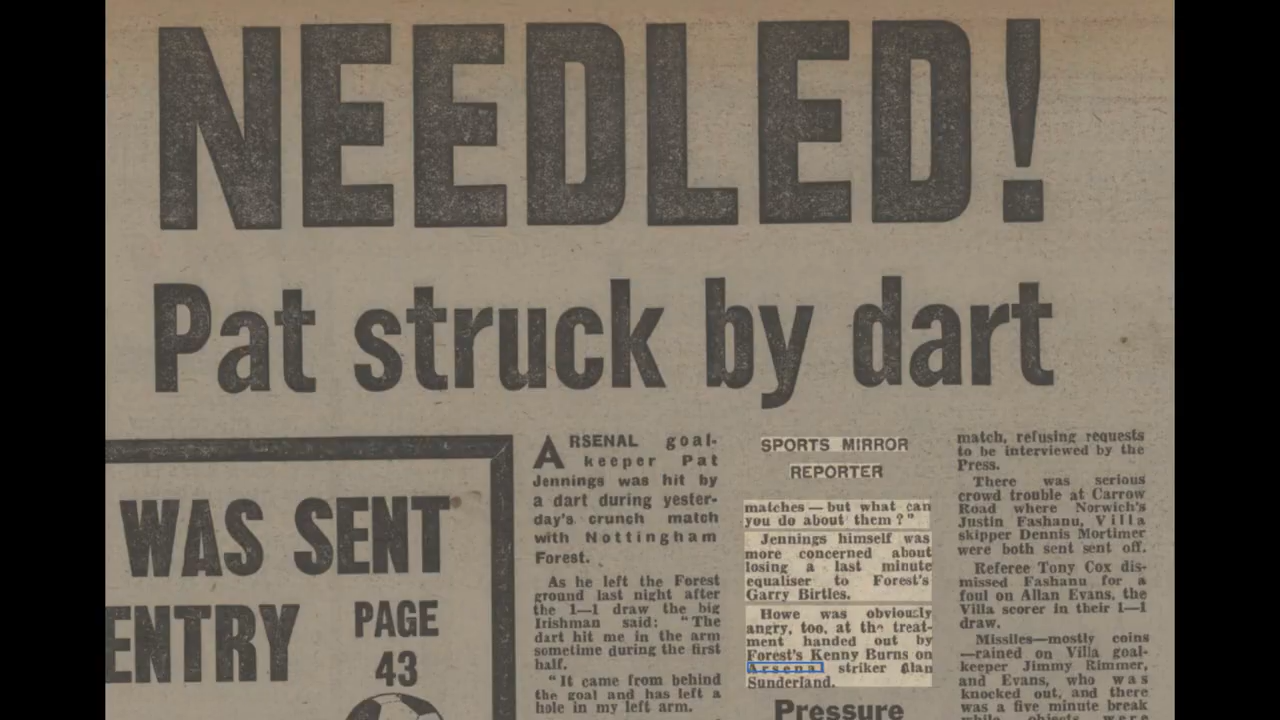 NEEDLED!
Pat struck by dart
WAS SENT
ENTRY
PAGE
43
ARSENAL goal-
keeper Pat
Jennings was hit by
a dart during yester-
day's crunch match
with Nottingham
Forest.
As he left the Forest
ground last night after
the 1—1 draw the big
Irishman said: "The
dart hit me in the arm
sometime during the first
half.
"It came from behind
the goal and has left a
hole in my left arm.
SPORTS MIRROR
REPORTER
matches — but what can
you do about them?"
Jennings himself was
more concerned about
losing a last minute
equaliser to Forest's
Garry Birtles.
Howe was obviously
angry, too, at the treat-
ment handed out by
Forest's Kenny Burns on
Arsenal striker Alan
Sunderland.
Pressure
match, refusing requests
to be interviewed by the
Press.
There was serious
crowd trouble at Carrow
Road where Norwich's
Justin Fashanu, Villa
skipper Dennis Mortimer
were both sent sent off.
Referee Tony Cox dis-
missed Fashanu for a
foul on Allan Evans, the
Villa scorer in their 1—1
draw.
Missiles—mostly coins
—rained on Villa goal-
keeper Jimmy Rimmer,
and Evans, who was
knocked out, and there
was a five minute break
while objects were